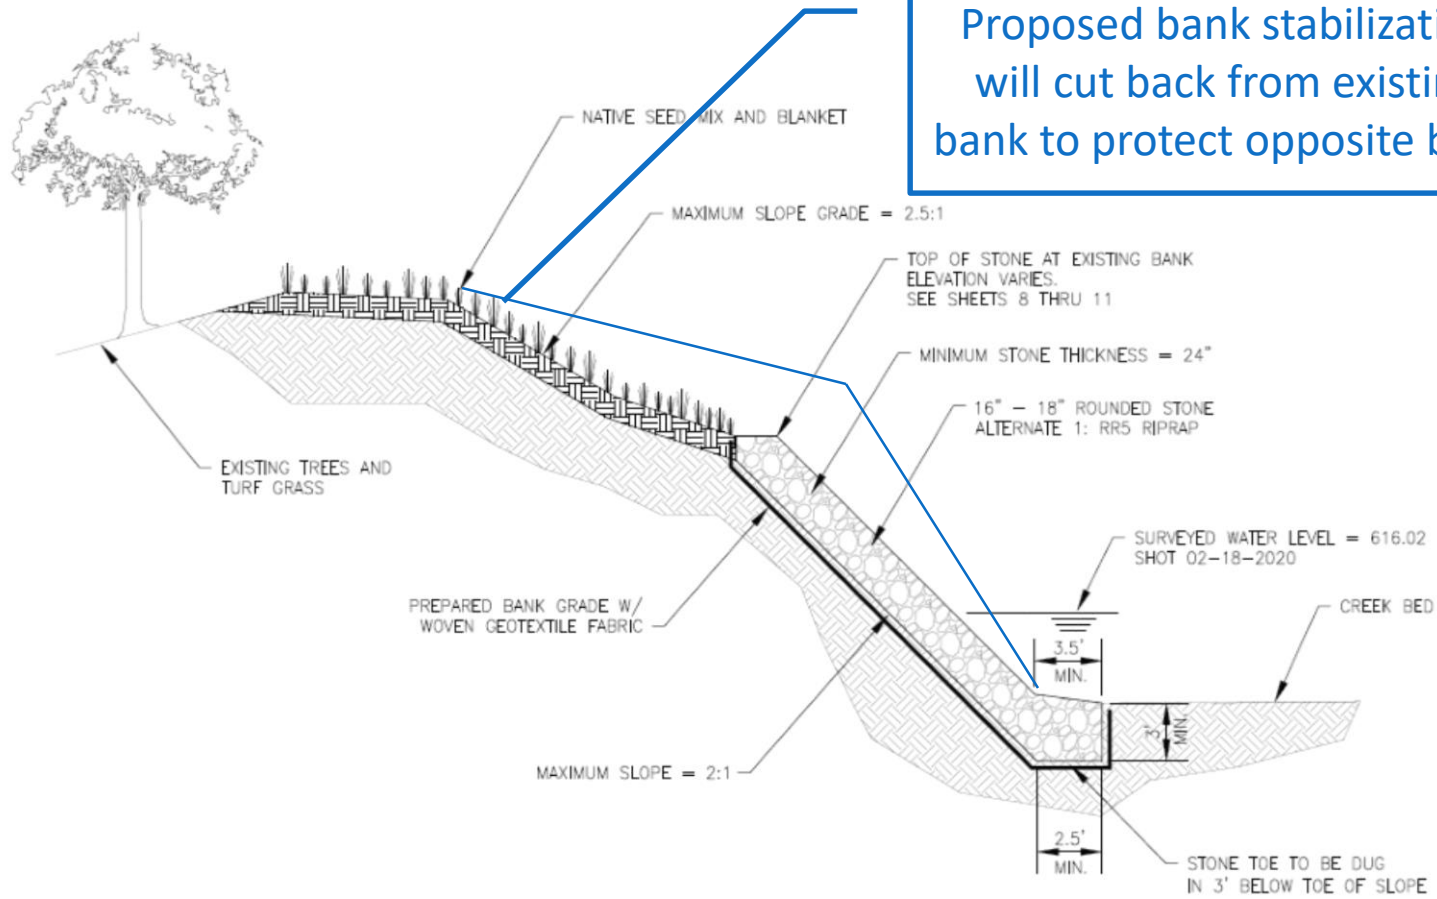 Proposed bank stabilizati
will cut back from existin
bank to protect opposite b
NATIVE SEED MIX AND BLANKET
MAXIMUM SLOPE GRADE = 2.5:1
TOP OF STONE AT EXISTING BANK
ELEVATION VARIES.
SEE SHEETS 8 THRU 11
MINIMUM STONE THICKNESS = 24"
16" – 18" ROUNDED STONE
ALTERNATE 1: RR5 RIPRAP
EXISTING TREES AND
TURF GRASS
SURVEYED WATER LEVEL = 616.02
SHOT 02–18–2020
PREPARED BANK GRADE W/
WOVEN GEOTEXTILE FABRIC
CREEK BED
3.5'
MIN.
3'
MIN.
MAXIMUM SLOPE = 2:1
2.5'
MIN.
STONE TOE TO BE DUG
IN 3' BELOW TOE OF SLOPE